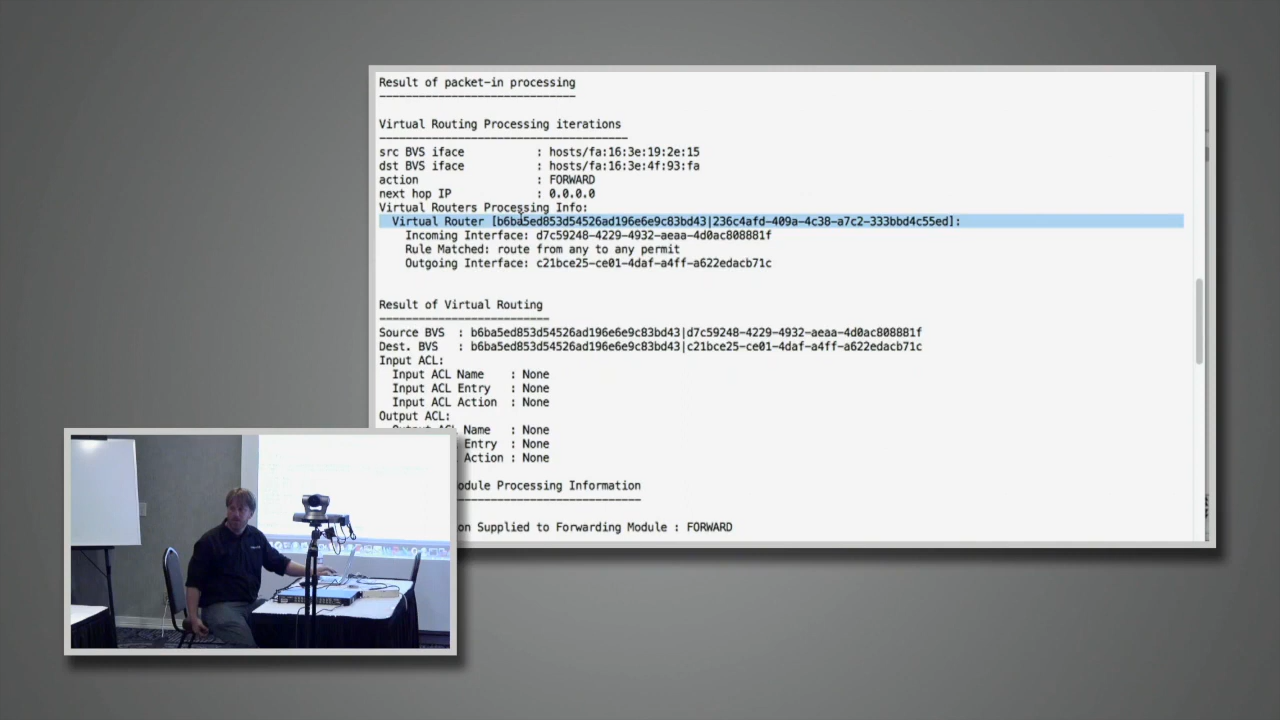 Result of packet-in processing
------------------------------
Virtual Routing Processing iterations
--------------------------------------
src BVS iface : hosts/fa:16:3e:19:2e:15
dst BVS iface : hosts/fa:16:3e:4f:93:fa
action : FORWARD
next hop IP : 0.0.0.0
Virtual Routers Processing Info:
Virtual Router [b6ba5ed853d54526ad196e6e9c83bd43|236c4afd-409a-4c38-a7c2-333bbd4c55ed]:
Incoming Interface: d7c59248-4229-4932-aeaa-4d0ac808881f
Rule Matched: route from any to any permit
Outgoing Interface: c21bce25-ce01-4daf-a4ff-a622edacb71c
Result of Virtual Routing
--------------------------
Source BVS : b6ba5ed853d54526ad196e6e9c83bd43|d7c59248-4229-4932-aeaa-4d0ac808881f
Dest. BVS : b6ba5ed853d54526ad196e6e9c83bd43|c21bce25-ce01-4daf-a4ff-a622edacb71c
Input ACL:
Input ACL Name : None
Input ACL Entry : None
Input ACL Action : None
Output ACL:
Name : None
Entry : None
Action : None
odule Processing Information
----------------------------
on Supplied to Forwarding Module : FORWARD